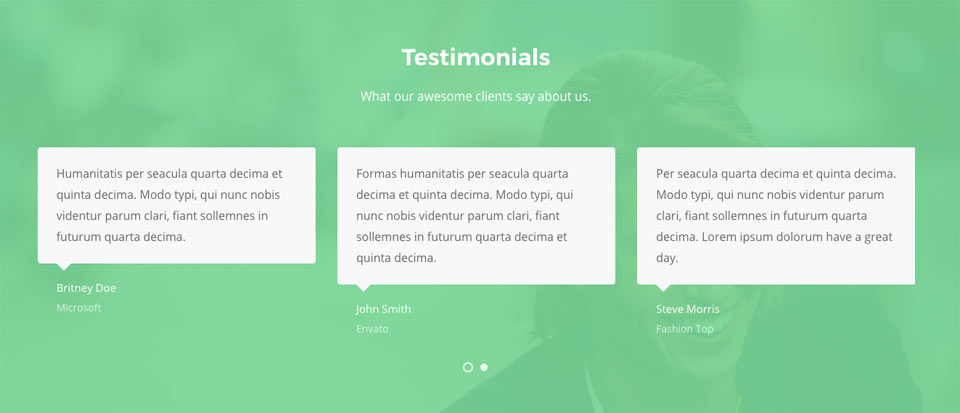 Testimonials
What our awesome clients say about us.
Humanitatis per seacula quarta decima et
quinta decima. Modo typi, qui nunc nobis
videntur parum clari, fiant sollemnes in
futurum quarta decima.
Britney Doe
Microsoft
Formas humanitatis per seacula quarta
decima et quinta decima. Modo typi, qui
nunc nobis videntur parum clari, fiant
sollemnes in futurum quarta decima et
quinta decima.
John Smith
Envato
Per seacula quarta decima et quinta decima.
Modo typi, qui nunc nobis videntur parum
clari, fiant sollemnes in futurum quarta
decima. Lorem ipsum dolorum have a great
day.
Steve Morris
Fashion Top